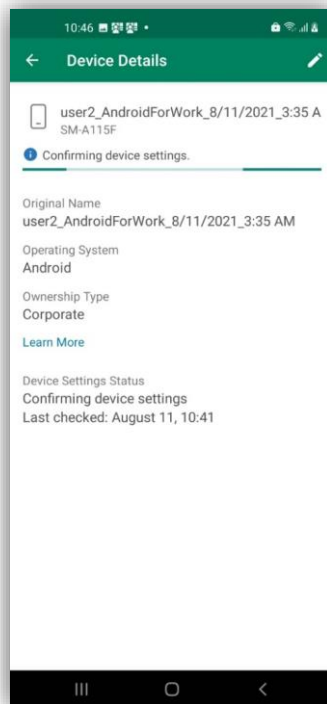 10:46
Device Details
user2_AndroidForWork_8/11/2021_3:35 A
SM-A115F
Confirming device settings.
Original Name
user2_AndroidForWork_8/11/2021_3:35 AM
Operating System
Android
Ownership Type
Corporate
Learn More
Device Settings Status
Confirming device settings
Last checked: August 11, 10:41